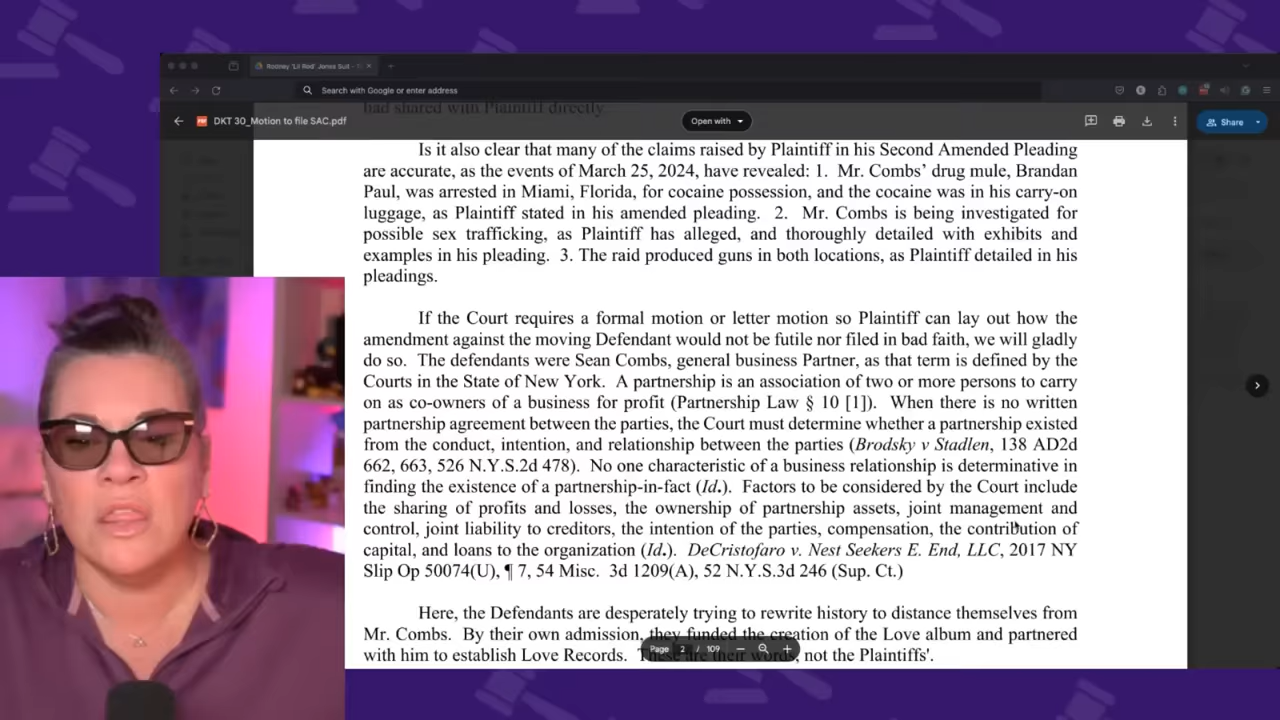 Rodney 'Lil Rod' Jones Suit - 
Search with Google or enter address
had shared with Plaintiff directly
DKT 30_Motion to file SAC.pdf
Open with
Share
Is it also clear that many of the claims raised by Plaintiff in his Second Amended Pleading
are accurate, as the events of March 25, 2024, have revealed: 1. Mr. Combs' drug mule, Brandan
Paul, was arrested in Miami, Florida, for cocaine possession, and the cocaine was in his carry-on
luggage, as Plaintiff stated in his amended pleading. 2. Mr. Combs is being investigated for
possible sex trafficking, as Plaintiff has alleged, and thoroughly detailed with exhibits and
examples in his pleading. 3. The raid produced guns in both locations, as Plaintiff detailed in his
pleadings.
If the Court requires a formal motion or letter motion so Plaintiff can lay out how the
amendment against the moving Defendant would not be futile nor filed in bad faith, we will gladly
do so. The defendants were Sean Combs, general business Partner, as that term is defined by the
Courts in the State of New York. A partnership is an association of two or more persons to carry
on as co-owners of a business for profit (Partnership Law § 10 [1]). When there is no written
partnership agreement between the parties, the Court must determine whether a partnership existed
from the conduct, intention, and relationship between the parties (Brodsky v Stadlen, 138 AD2d
662, 663, 526 N.Y.S.2d 478). No one characteristic of a business relationship is determinative in
finding the existence of a partnership-in-fact (Id.). Factors to be considered by the Court include
the sharing of profits and losses, the ownership of partnership assets, joint management and
control, joint liability to creditors, the intention of the parties, compensation, the contribution of
capital, and loans to the organization (Id.). DeCristofaro v. Nest Seekers E. End, LLC, 2017 NY
Slip Op 50074(U), ¶ 7, 54 Misc. 3d 1209(A), 52 N.Y.S.3d 246 (Sup. Ct.)
Here, the Defendants are desperately trying to rewrite history to distance themselves from
Mr. Combs. By their own admission, they funded the creation of the Love album and partnered
with him to establish Love Records. These are their words, not the Plaintiffs'.
Page 2 / 109